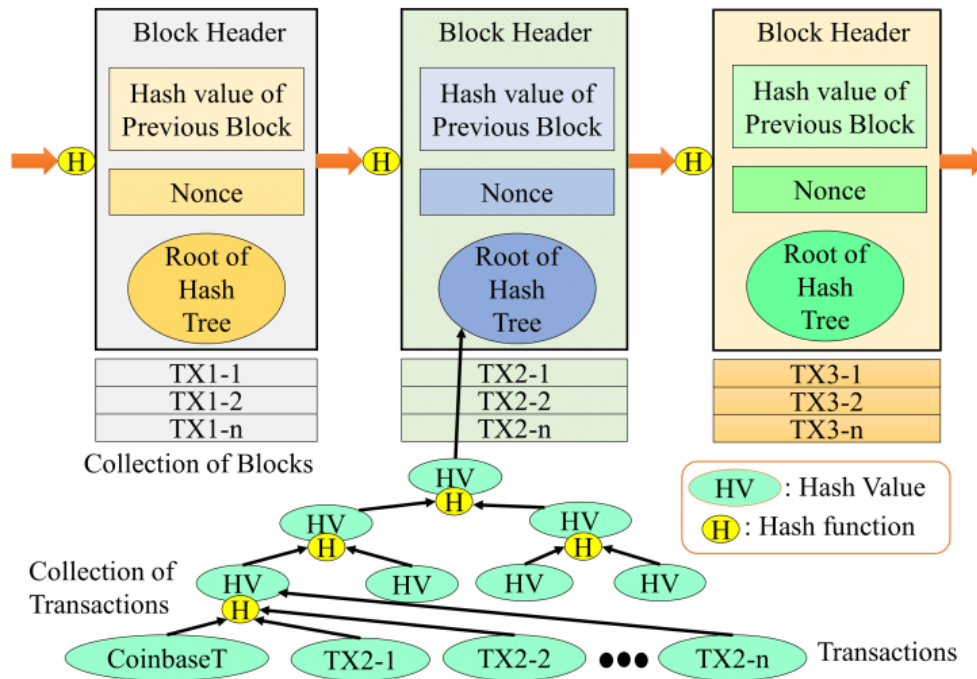 Block Header
Hash value of
Previous Block
Nonce
Root of
Hash
Tree
TX1-1
TX1-2
TX1-n
Block Header
Hash value of
Previous Block
Nonce
Root of
Hash
Tree
TX2-1
TX2-2
TX2-n
Block Header
Hash value of
Previous Block
Nonce
Root of
Hash
Tree
TX3-1
TX3-2
TX3-n
H
H
H
Collection of Blocks
HV
H
HV
H
HV
H
HV : Hash Value
H : Hash function
Collection of
Transactions
HV
H
HV
HV
HV
CoinbaseT
TX2-1
TX2-2
●●●
TX2-n
Transactions